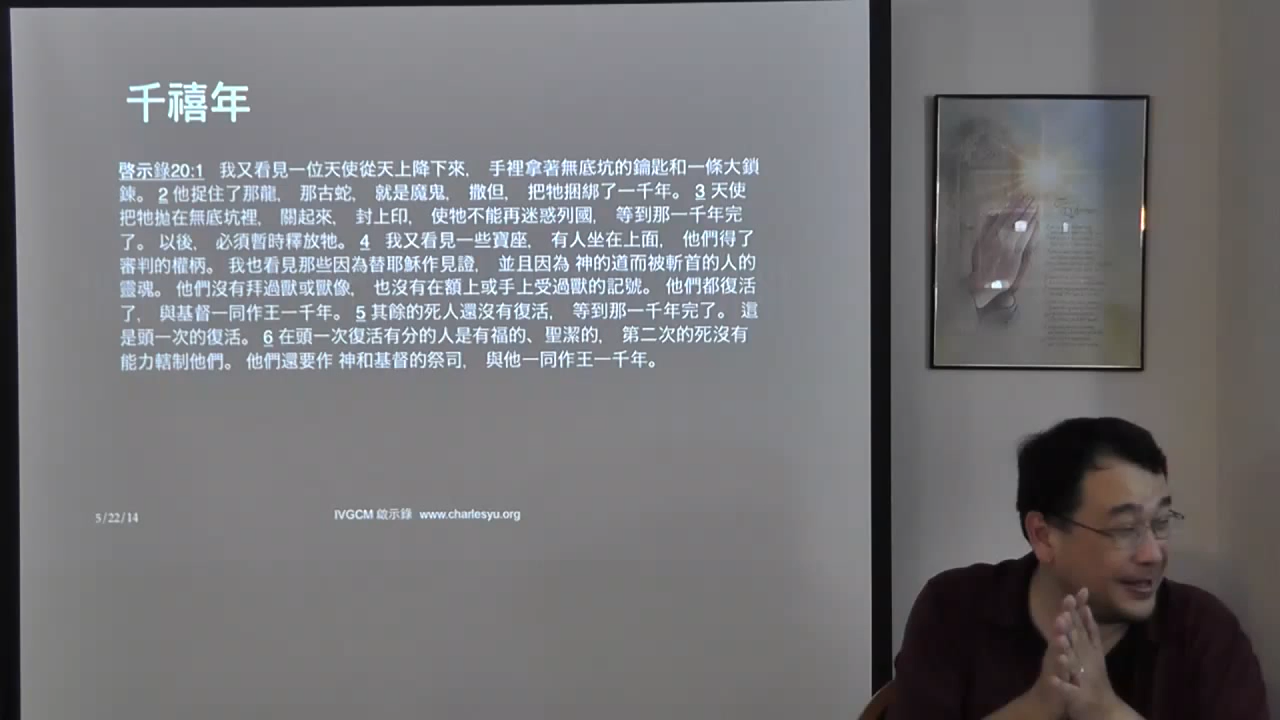 千禧年
啓示錄20:1 我又看見一位天使從天上降下來, 手裡拿著無底坑的鑰匙和一條大鎖
鍊。 2 他捉住了那龍, 那古蛇, 就是魔鬼, 撒但, 把牠捆綁了一千年。 3 天使
把牠拋在無底坑裡, 關起來, 封上印, 使牠不能再迷惑列國, 等到那一千年完
了。 以後, 必須暫時釋放牠。 4 我又看見一些寶座, 有人坐在上面, 他們得了
審判的權柄。 我也看見那些因為替耶穌作見證, 並且因為 神的道而被斬首的人的
靈魂。 他們沒有拜過獸或獸像, 也沒有在額上或手上受過獸的記號。 他們都復活
了, 與基督一同作王一千年。 5 其餘的死人還沒有復活, 等到那一千年完了。 這
是頭一次的復活。 6 在頭一次復活有分的人是有福的、聖潔的, 第二次的死沒有
能力轄制他們。 他們還要作 神和基督的祭司, 與他一同作王一千年。
5/22/14
IVGCM 啟示錄 www.charlesyu.org